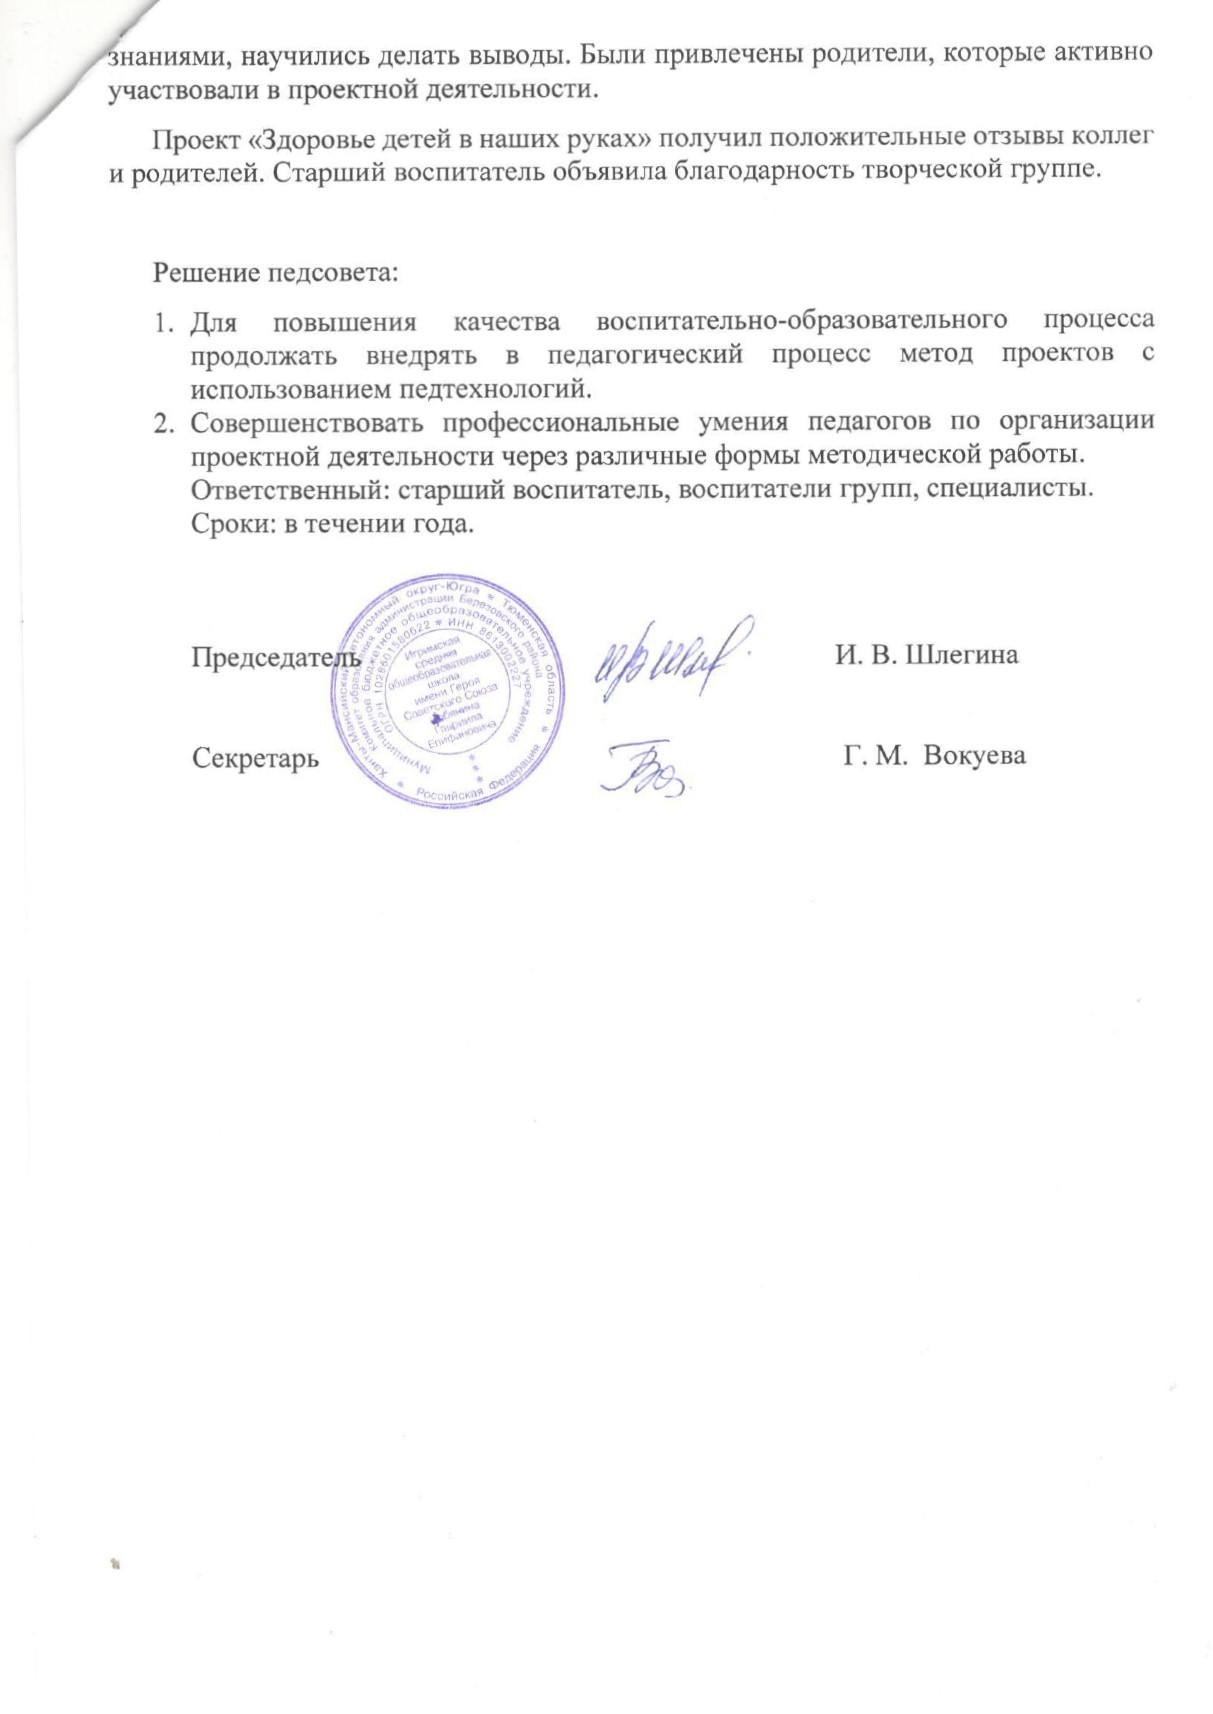 знаниями, научились делать выводы. Были привлечены родители, которые активно
участвовали в проектной деятельности.
Проект «Здоровье детей в наших руках» получил положительные отзывы коллег
и родителей. Старший воспитатель объявила благодарность творческой группе.
Решение педсовета:
1. Для повышения качества воспитательно-образовательного процесса
продолжать внедрять в педагогический процесс метод проектов с
использованием педтехнологий.
2. Совершенствовать профессиональные умения педагогов по организации
проектной деятельности через различные формы методической работы.
Ответственный: старший воспитатель, воспитатели групп, специалисты.
Сроки: в течении года.
Председатель
И. В. Шлегина
Секретарь
Г. М. Вокуева
Российская Федерация * Ханты-Мансийский автономный округ-Югра * Тюменская область *
Комитет образования администрации Березовского района
Муниципальное бюджетное общеобразовательное учреждение
ОГРН 1028601580622 * ИНН 8613002227
Игримская
средняя
общеобразовательная
школа
имени Героя
Советского Союза
Гавриила
Епифановича